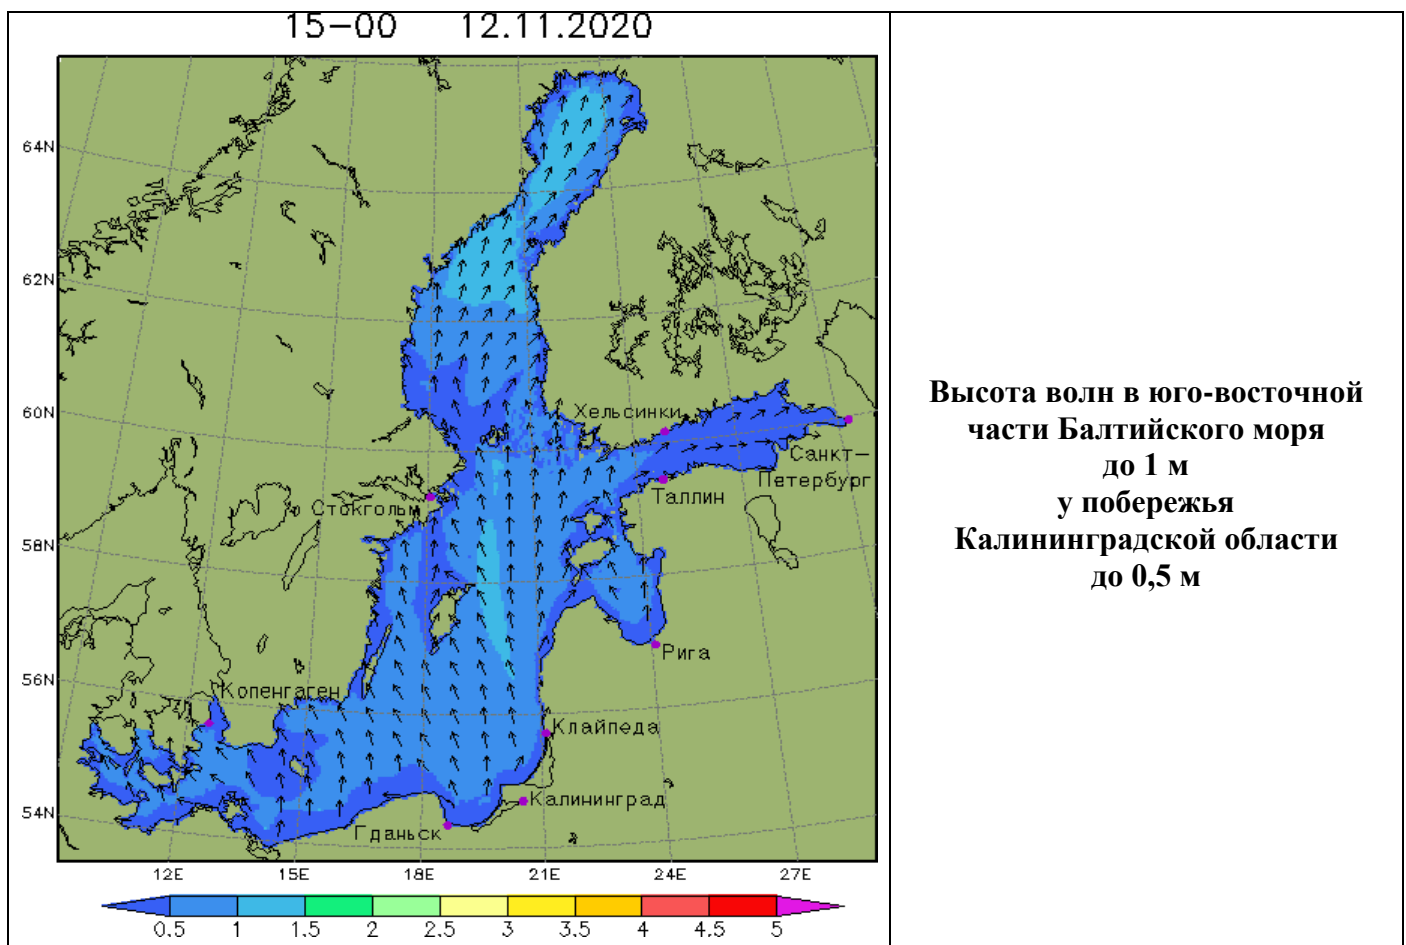 15-00 12.11.2020
64N
62N
60N
58N
56N
54N
Хельсинки
Санкт-
Петербург
Таллин
Стокгольм
Рига
Копенгаген
Клайпеда
Калининград
Гданьск
12E 15E 18E 21E 24E 27E
0.5 1 1.5 2 2.5 3 3.5 4 4.5 5
Высота волн в юго-восточной
части Балтийского моря
до 1 м
у побережья
Калининградской области
до 0,5 м